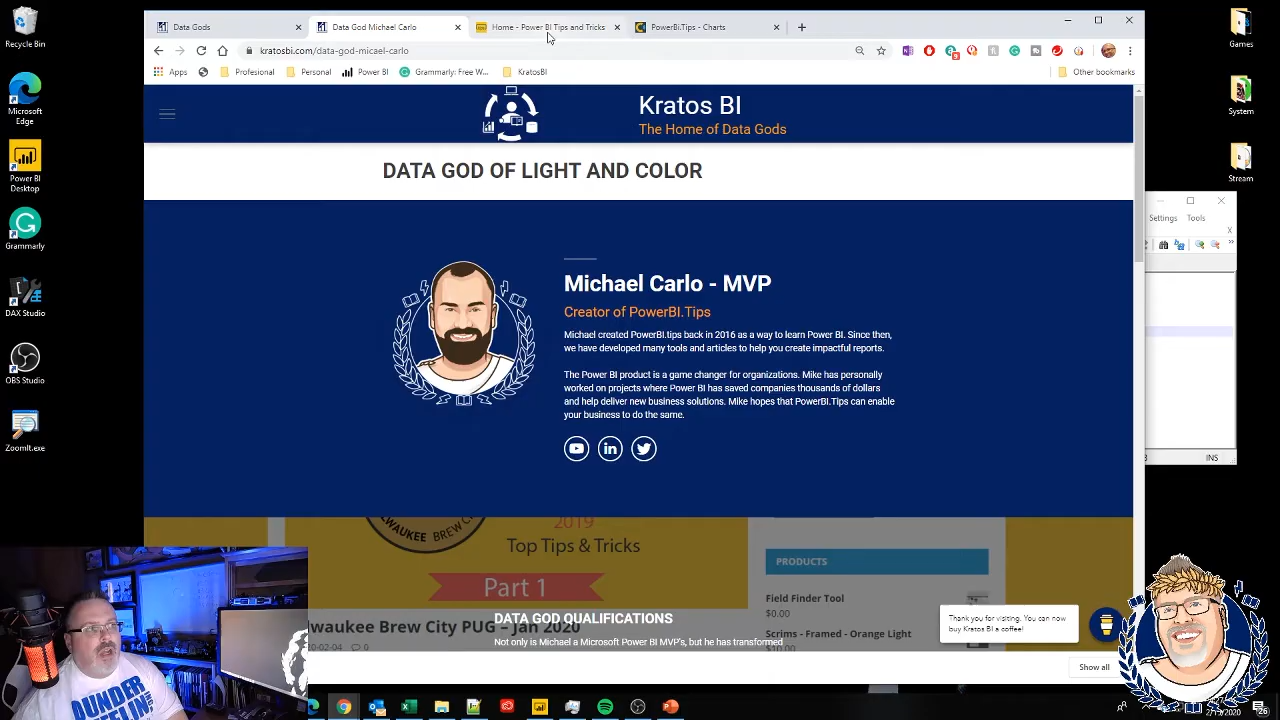 Data Gods
Data God Michael Carlo
Home - Power BI Tips and Tricks
PowerBI.Tips - Charts
kratosbi.com/data-god-micael-carlo
Apps
Profesional
Personal
Power BI
Grammarly: Free W...
KratosBI
Other bookmarks
Recycle Bin
Microsoft
Edge
Power BI
Desktop
Grammarly
DAX Studio
OBS Studio
ZoomIt.exe
Games
System
Stream
Kratos BI
The Home of Data Gods
DATA GOD OF LIGHT AND COLOR
Michael Carlo - MVP
Creator of PowerBI.Tips
Michael created PowerBI.tips back in 2016 as a way to learn Power BI. Since then,
we have developed many tools and articles to help you create impactful reports.
The Power BI product is a game changer for organizations. Mike has personally
worked on projects where Power BI has saved companies thousands of dollars
and help deliver new business solutions. Mike hopes that PowerBI.Tips can enable
your business to do the same.
in
Settings
Tools
INS
2019
Top Tips & Tricks
Part 1
DATA GOD QUALIFICATIONS
waukee Brew City PUG - Jan 2020
Not only is Michael a Microsoft Power BI MVP's, but he has transformed
PRODUCTS
Field Finder Tool
$0.00
Scrims - Framed - Orange Light
Thank you for visiting. You can now
buy Kratos BI a coffee!
Show all
DUNDER